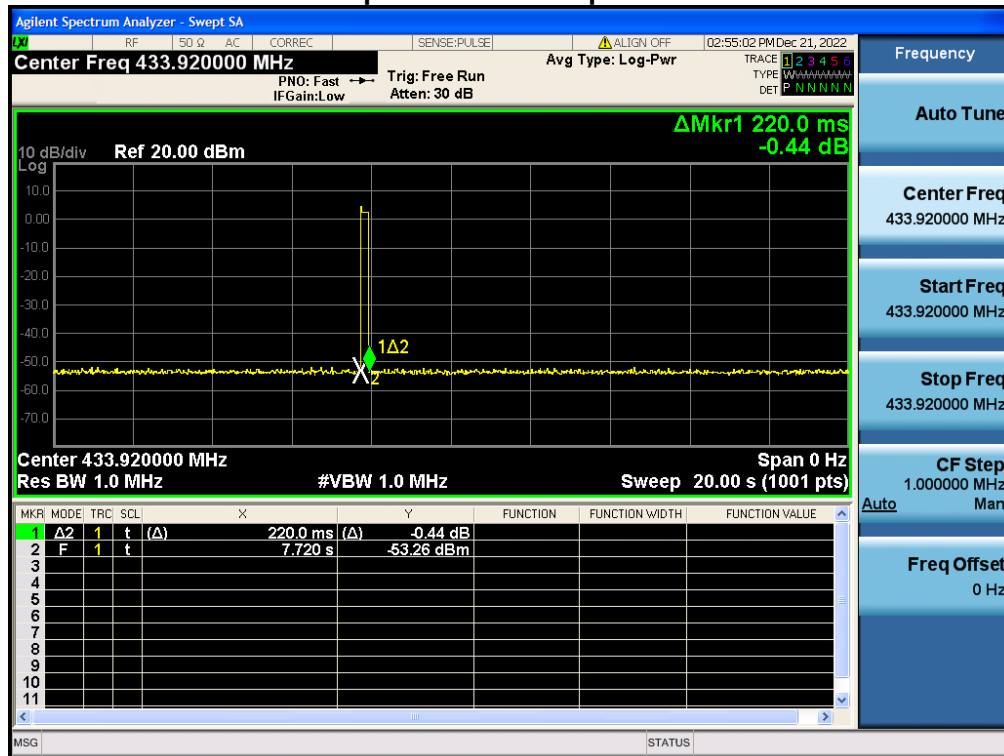 Agilent Spectrum Analyzer - Swept SA
LXI RF 50 Ω AC CORREC SENSE:PULSE ALIGN OFF 02:55:02 PM Dec 21, 2022
Center Freq 433.920000 MHz
Avg Type: Log-Pwr
TRACE 1 2 3 4 5 6
PNO: Fast Trig: Free Run
TYPE W
IFGain:Low Atten: 30 dB
DET P N N N N N
ΔMkr1 220.0 ms
-0.44 dB
10 dB/div Ref 20.00 dBm
Log
10.0
0.00
-10.0
-20.0
-30.0
-40.0
-50.0
-60.0
-70.0
1Δ2
2
Center 433.920000 MHz Span 0 Hz
Res BW 1.0 MHz #VBW 1.0 MHz Sweep 20.00 s (1001 pts)
MKR MODE TRC SCL X Y FUNCTION FUNCTION WIDTH FUNCTION VALUE
1 Δ2 1 t (Δ) 220.0 ms (Δ) -0.44 dB
2 F 1 t 7.720 s -53.26 dBm
3
4
5
6
7
8
9
10
11
MSG STATUS
Frequency
Auto Tune
Center Freq
433.920000 MHz
Start Freq
433.920000 MHz
Stop Freq
433.920000 MHz
CF Step
1.000000 MHz
Auto Man
Freq Offset
0 Hz